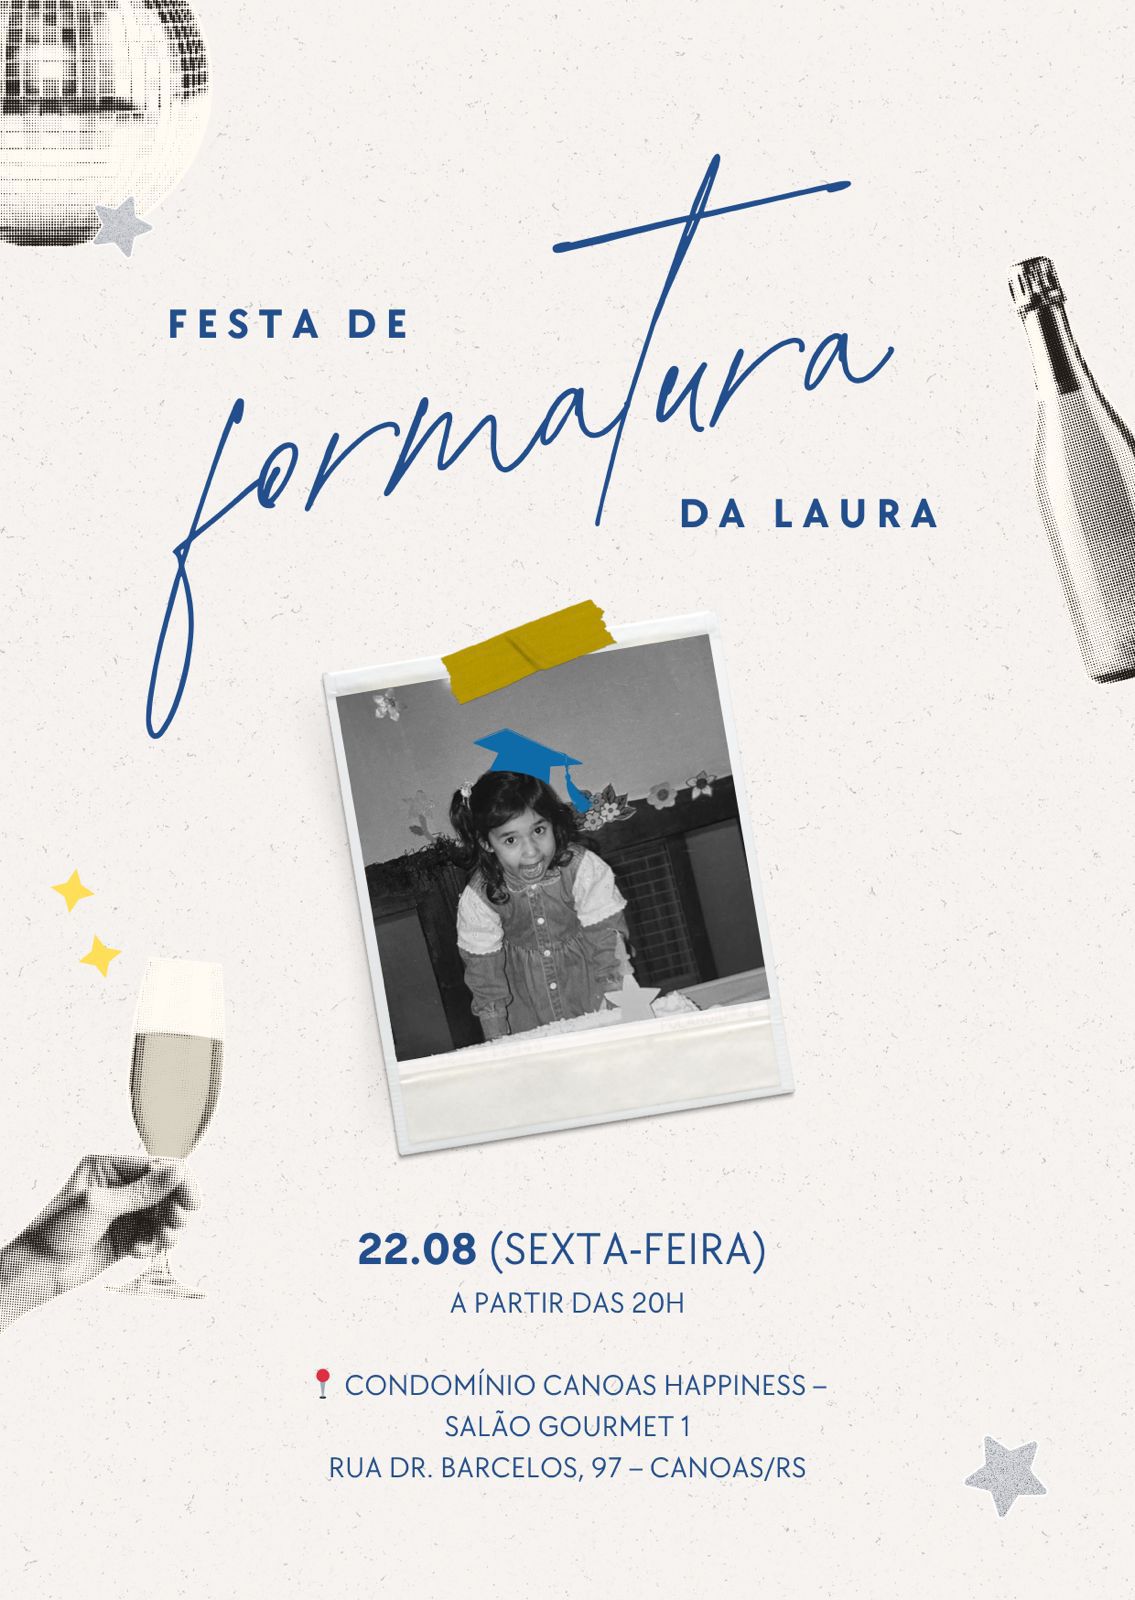 FESTA DE
formatura
DA LAURA
22.08 (SEXTA-FEIRA)
A PARTIR DAS 20H
📍 CONDOMÍNIO CANOAS HAPPINESS –
SALÃO GOURMET 1
RUA DR. BARCELOS, 97 – CANOAS/RS